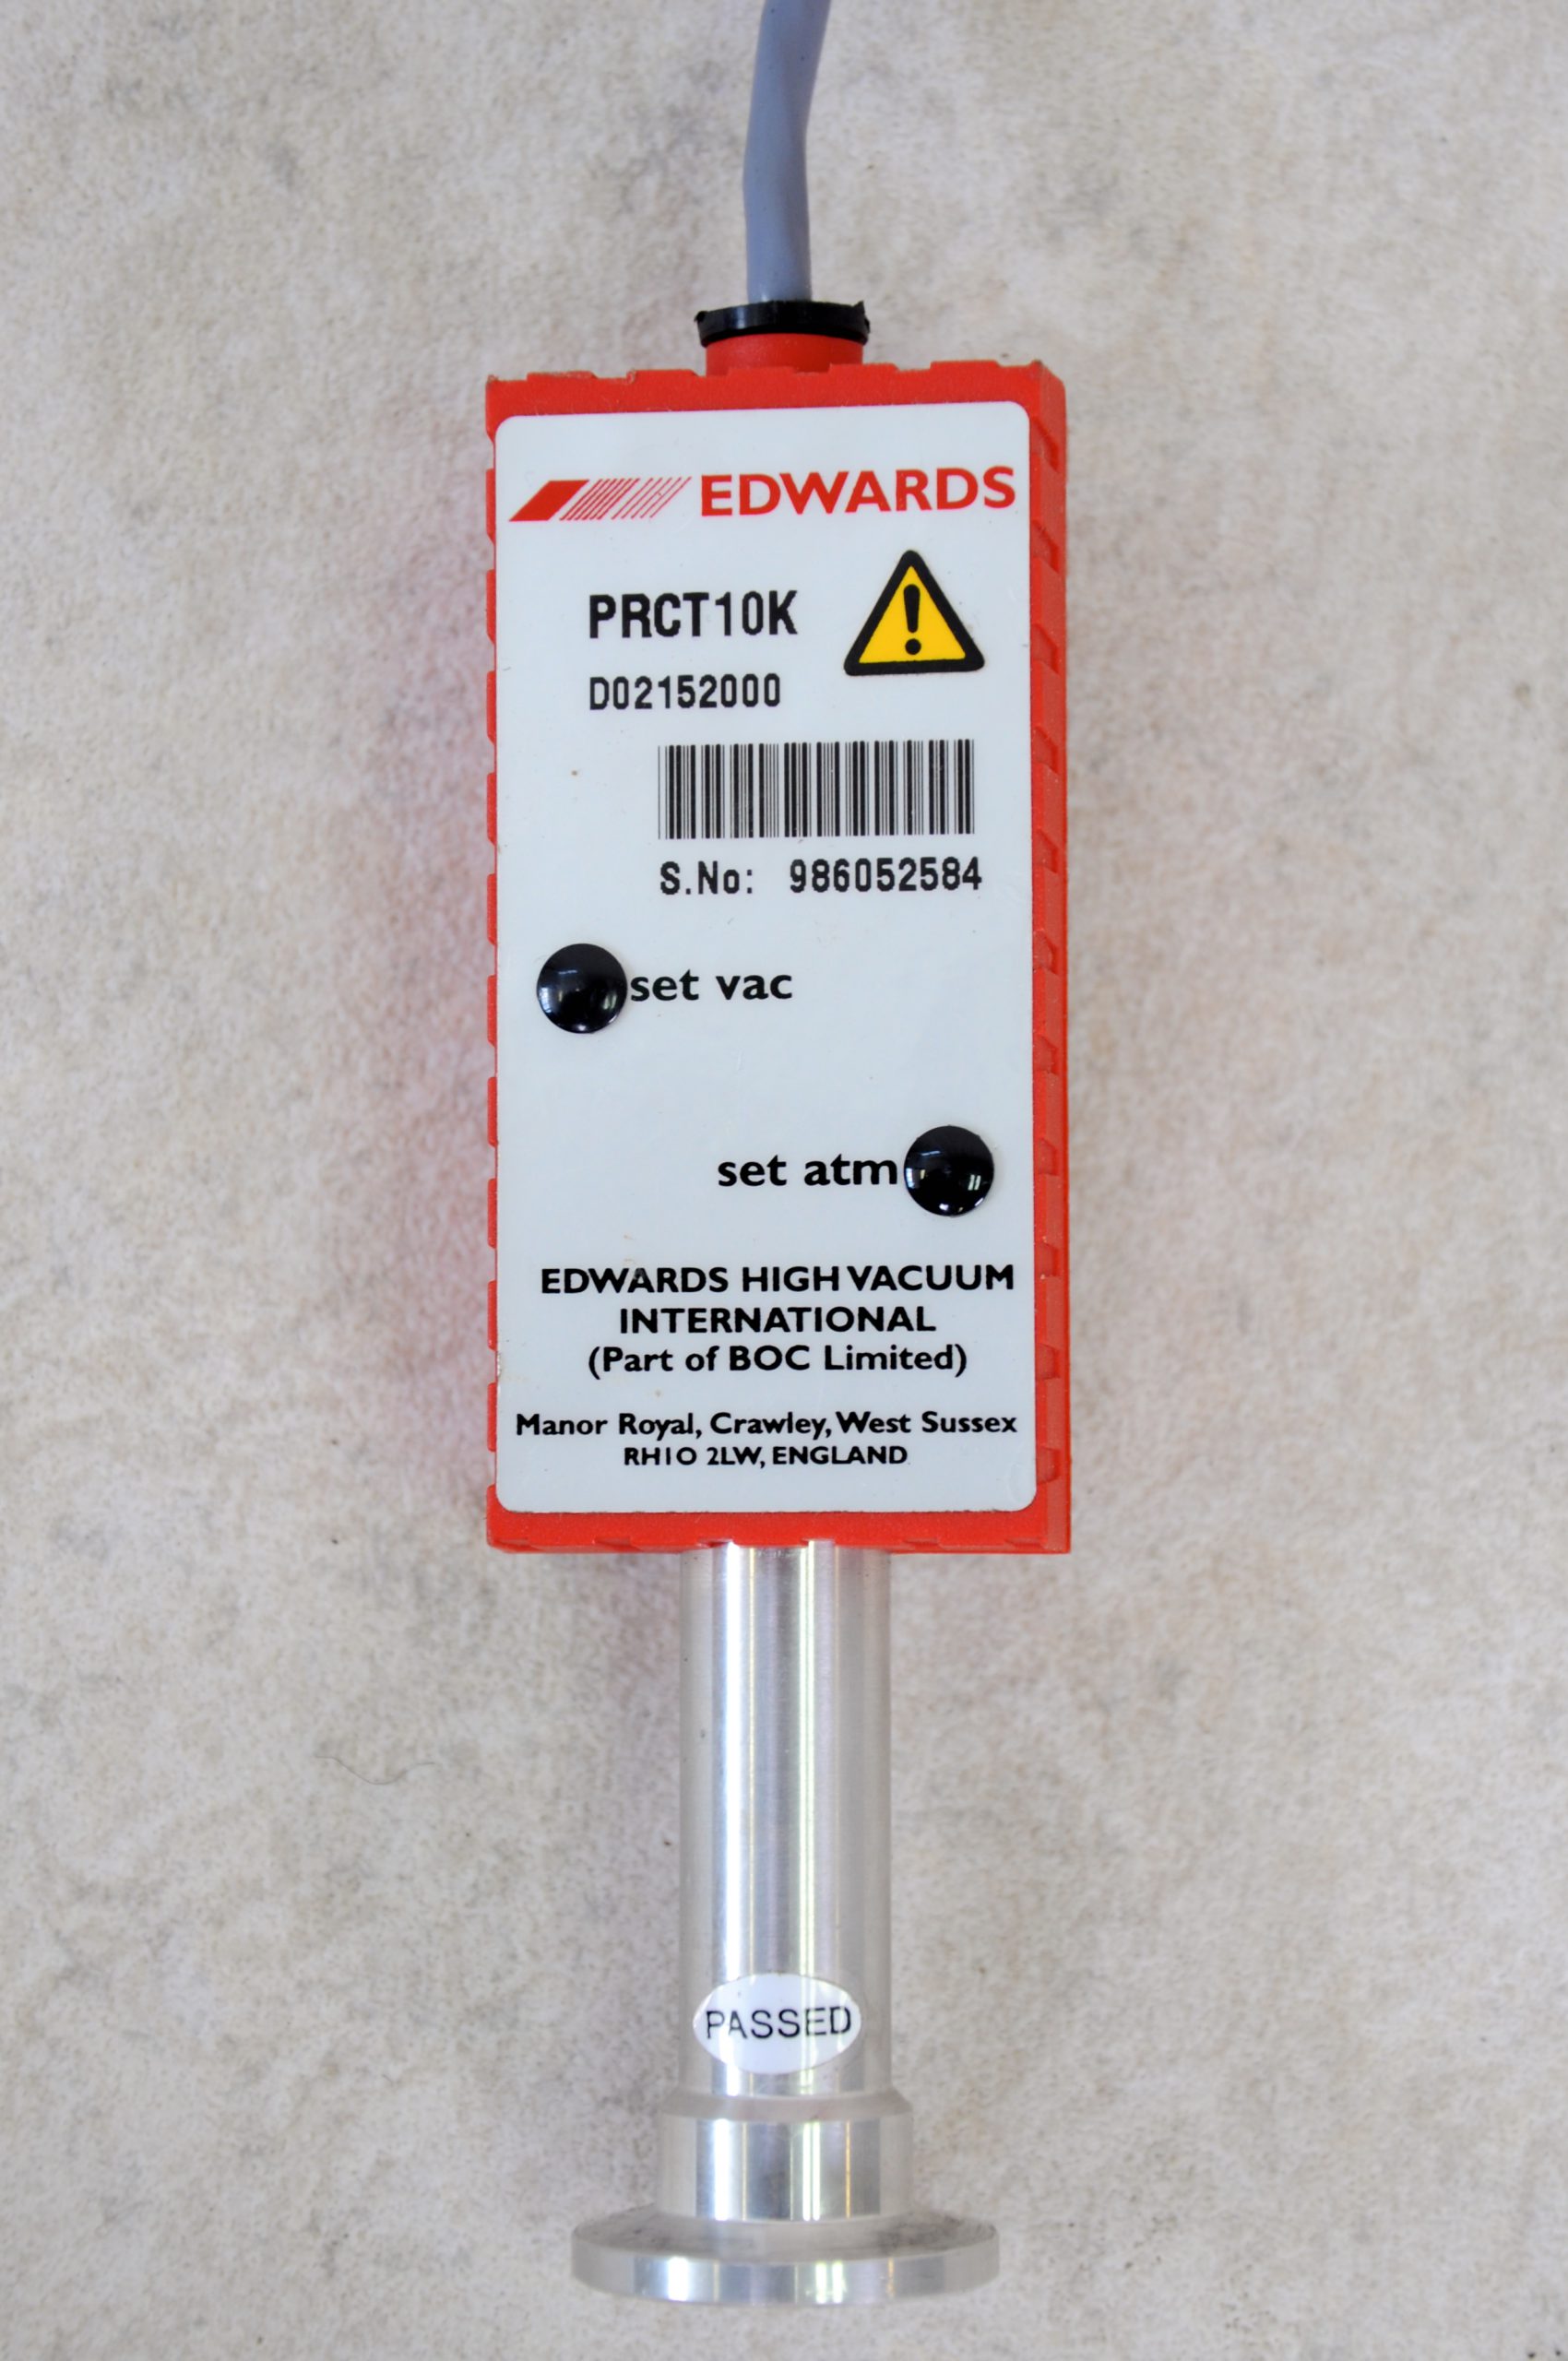 EDWARDS
PRCT10K
D02152000
S.No: 986052584
set vac
set atm
EDWARDS HIGH VACUUM
INTERNATIONAL
(Part of BOC Limited)
Manor Royal, Crawley, West Sussex
RH1O 2LW, ENGLAND
PASSED